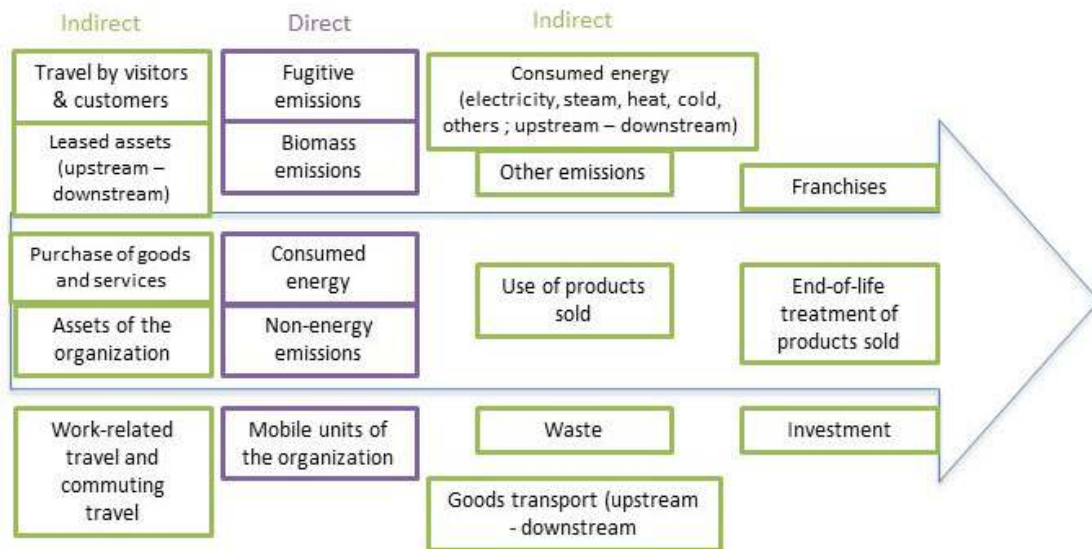 Indirect
Direct
Indirect
Travel by visitors
& customers
Fugitive
emissions
Consumed energy
(electricity, steam, heat, cold,
others ; upstream – downstream)
Leased assets
(upstream –
downstream)
Biomass
emissions
Other emissions
Franchises
Purchase of goods
and services
Consumed
energy
Use of products
sold
End-of-life
treatment of
products sold
Assets of the
organization
Non-energy
emissions
Work-related
travel and
commuting
travel
Mobile units of
the organization
Waste
Investment
Goods transport (upstream
- downstream